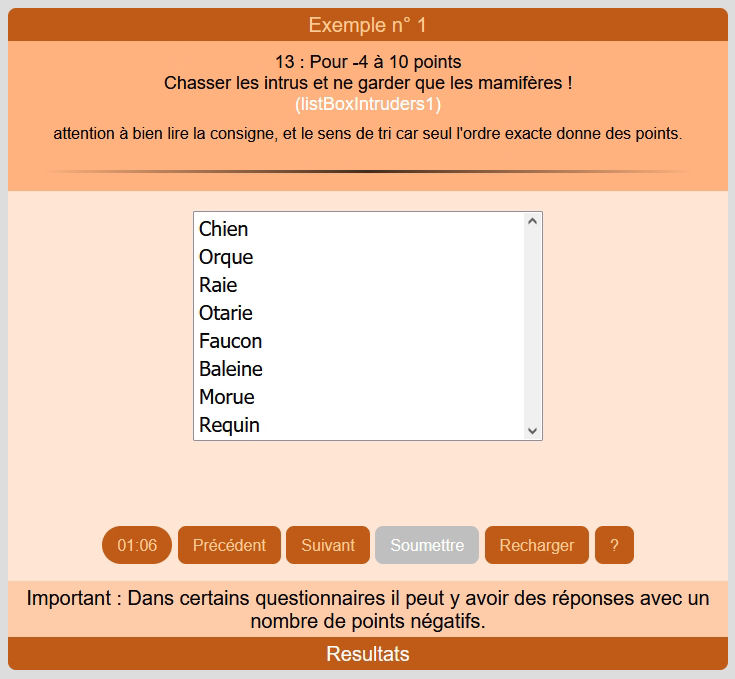 Exemple n° 1
13 : Pour -4 à 10 points
Chasser les intrus et ne garder que les mamifères !
(listBoxIntruders1)
attention à bien lire la consigne, et le sens de tri car seul l'ordre exacte donne des points.
Chien
Orque
Raie
Otarie
Faucon
Baleine
Morue
Requin
01:06 Précédent Suivant Soumettre Recharger ?
Important : Dans certains questionnaires il peut y avoir des réponses avec un
nombre de points négatifs.
Resultats